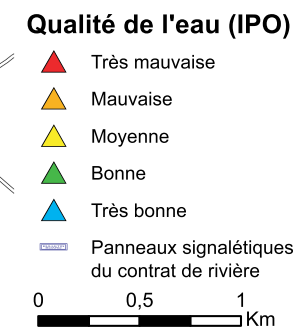 Qualité de l'eau (IPO)
Très mauvaise
Mauvaise
Moyenne
Bonne
Très bonne
Panneaux signalétiques
du contrat de rivière
0 0,5 1
Km